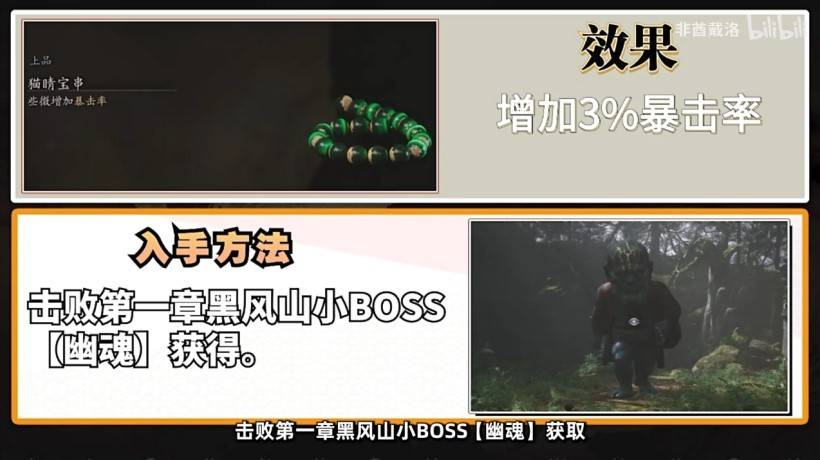 非酋戴洛 bilibili
效果
上品
猫睛宝串
些微增加暴击率
增加3%暴击率
入手方法
击败第一章黑风山小BOSS
【幽魂】获得。
击败第一章黑风山小BOSS【幽魂】获取